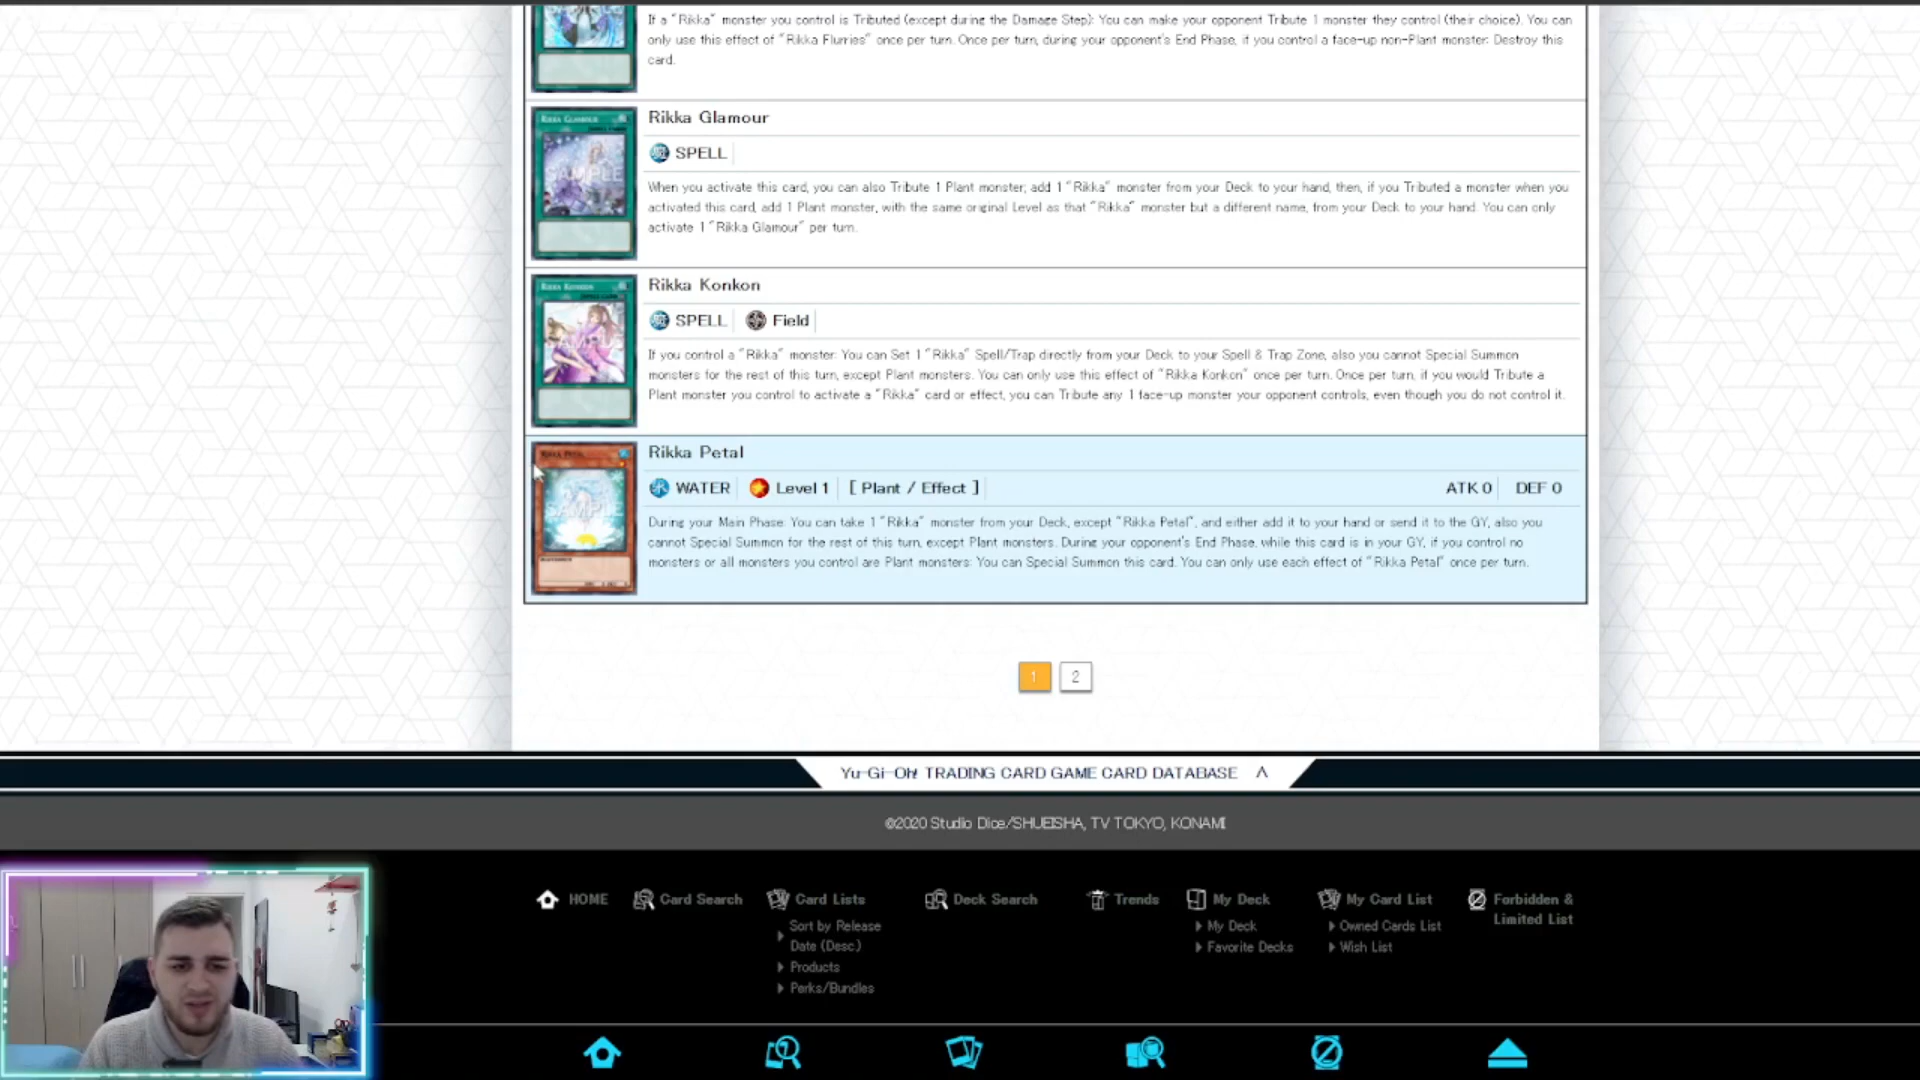 If a "Rikka" monster you control is Tributed (except during the Damage Step): You can make your opponent Tribute 1 monster they control (their choice). You can
only use this effect of "Rikka Flurries" once per turn. Once per turn, during your opponent's End Phase, if you control a face-up non-Plant monster: Destroy this
card.
RIKKA GLAMOUR
SAMPLE
Rikka Glamour
SPELL
When you activate this card, you can also Tribute 1 Plant monster; add 1 "Rikka" monster from your Deck to your hand, then, if you Tributed a monster when you
activated this card, add 1 Plant monster, with the same original Level as that "Rikka" monster but a different name, from your Deck to your hand. You can only
activate 1 "Rikka Glamour" per turn.
RIKKA KONKON
SAMPLE
Rikka Konkon
SPELL Field
If you control a "Rikka" monster: You can Set 1 "Rikka" Spell/Trap directly from your Deck to your Spell & Trap Zone, also you cannot Special Summon
monsters for the rest of this turn, except Plant monsters. You can only use this effect of "Rikka Konkon" once per turn. Once per turn, if you would Tribute a
Plant monster you control to activate a "Rikka" card or effect, you can Tribute any 1 face-up monster your opponent controls, even though you do not control it.
RIKKA PETAL
SAMPLE
Rikka Petal
WATER Level 1 [ Plant / Effect ] ATK 0 DEF 0
During your Main Phase: You can take 1 "Rikka" monster from your Deck, except "Rikka Petal", and either add it to your hand or send it to the GY, also you
cannot Special Summon for the rest of this turn, except Plant monsters. During your opponent's End Phase, while this card is in your GY, if you control no
monsters or all monsters you control are Plant monsters: You can Special Summon this card. You can only use each effect of "Rikka Petal" once per turn.
1 2
Yu-Gi-Oh! TRADING CARD GAME CARD DATABASE ∧
©2020 Studio Dice/SHUEISHA, TV TOKYO, KONAMI
HOME
Card Search
Card Lists
Sort by Release
Date (Desc.)
Products
Perks/Bundles
Deck Search
Trends
My Deck
My Deck
Favorite Decks
My Card List
Owned Cards List
Wish List
Forbidden &
Limited List